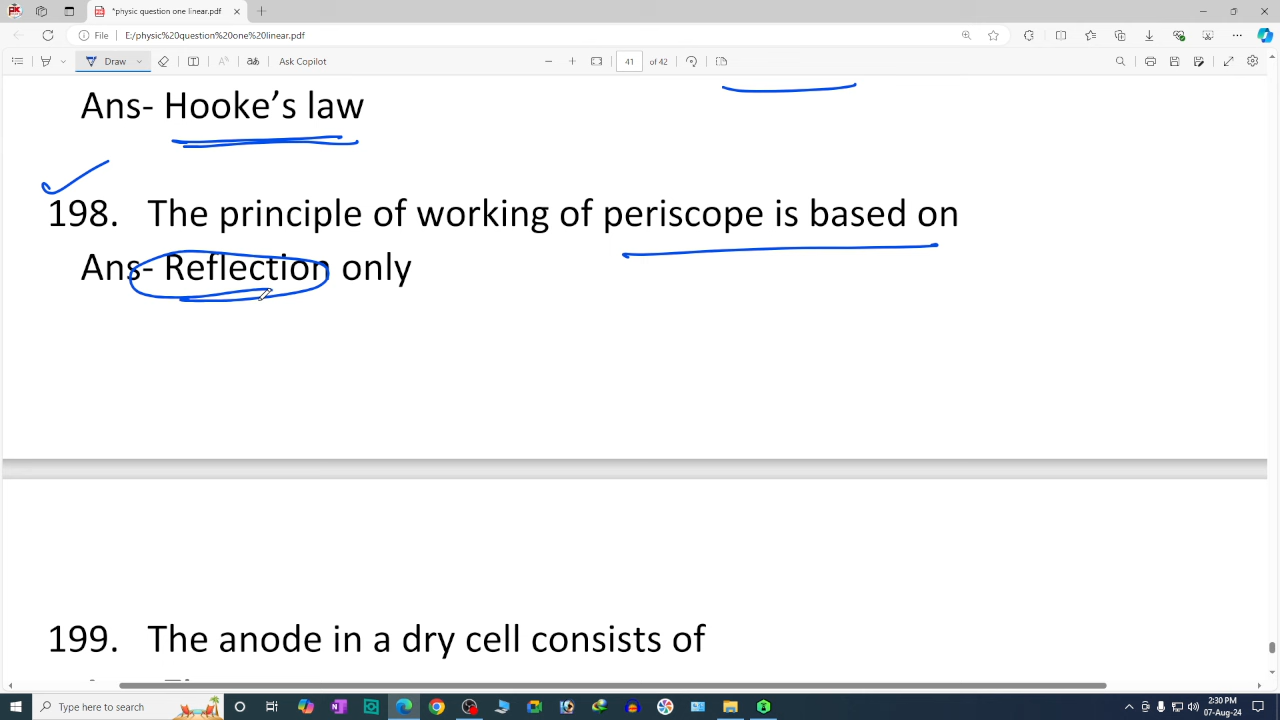 *physic question one linear.pdf
File
E:/physic%20question%20one%20linear.pdf
Draw
Ask Copilot
41
of 42
Ans- Hooke's law
198. The principle of working of periscope is based on
Ans- Reflection only
199. The anode in a dry cell consists of
Type here to search
2:30 PM
07-Aug-24